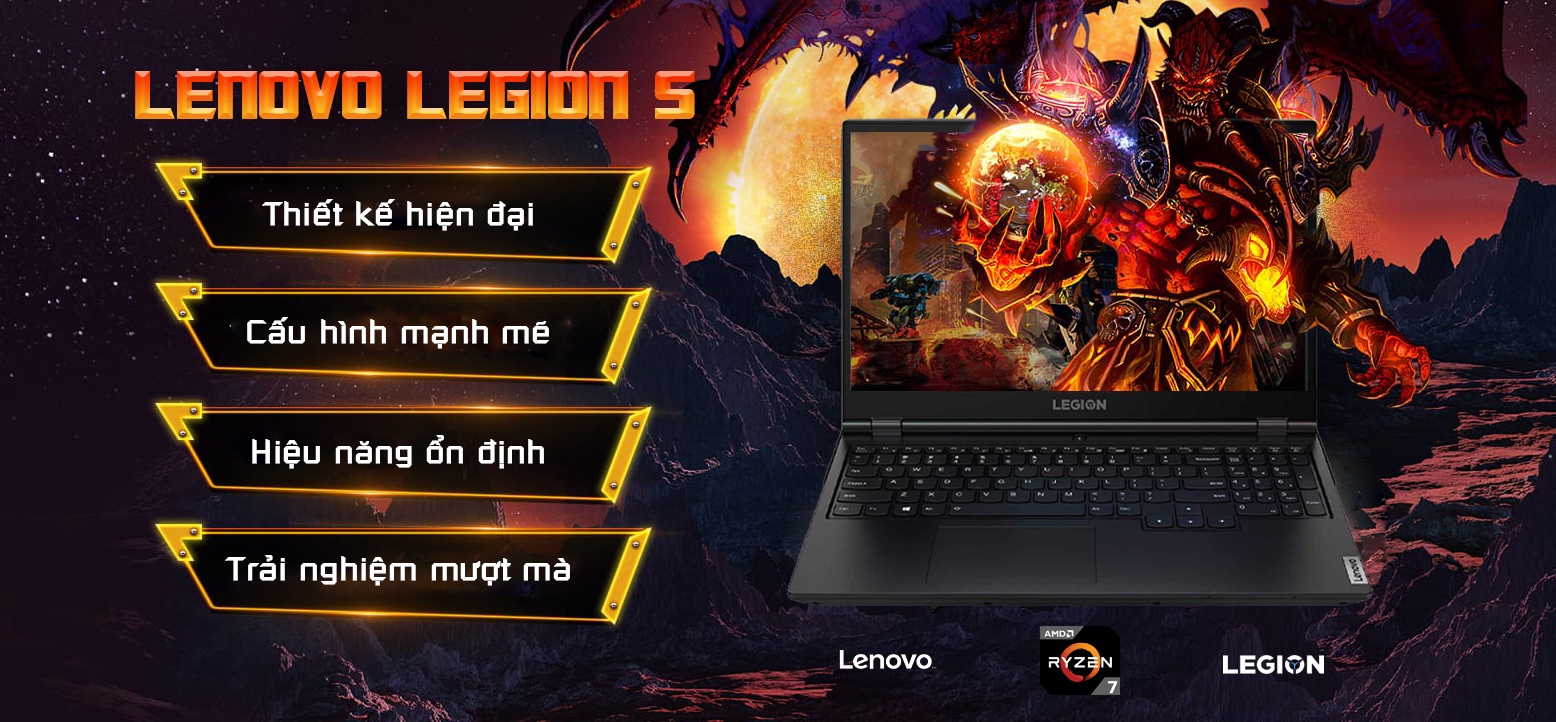 LENOVO LEGION 5
Thiết kế hiện đại
Cấu hình mạnh mẽ
Hiệu năng ổn định
Trải nghiệm mượt mà
LEGION
Lenovo
Lenovo
AMD
RYZEN
7
LEGION